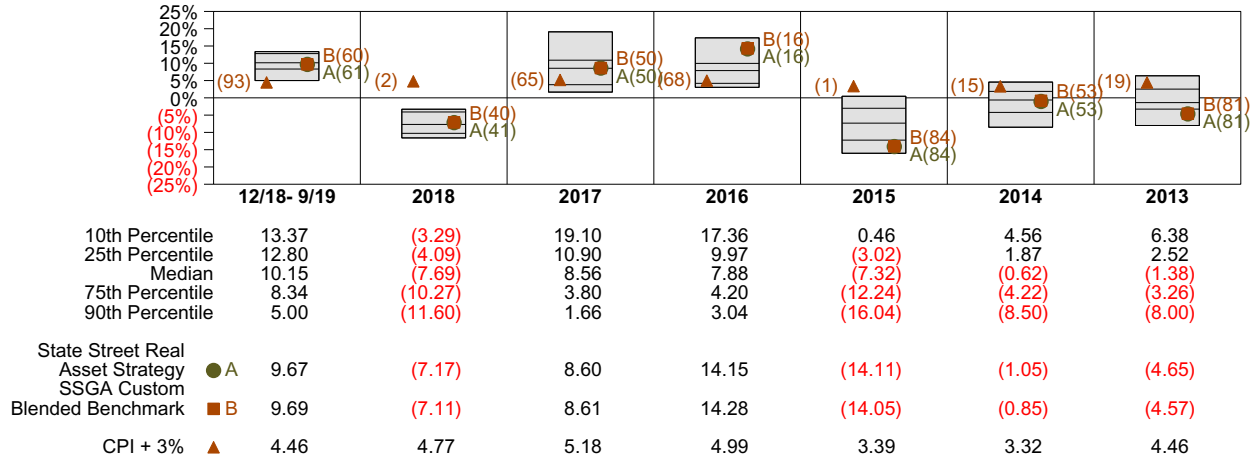 25%
20%
15%
10%
5%
0%
(5%)
(10%)
(15%)
(20%)
(25%)
(93)
B(60)
A(61)
(2)
B(40)
A(41)
(65)
B(50)
A(50)
(68)
B(16)
A(16)
(1)
B(84)
A(84)
(15)
B(53)
A(53)
(19)
B(81)
A(81)
12/18- 9/19 2018 2017 2016 2015 2014 2013
10th Percentile 13.37 (3.29) 19.10 17.36 0.46 4.56 6.38
25th Percentile 12.80 (4.09) 10.90 9.97 (3.02) 1.87 2.52
Median 10.15 (7.69) 8.56 7.88 (7.32) (0.62) (1.38)
75th Percentile 8.34 (10.27) 3.80 4.20 (12.24) (4.22) (3.26)
90th Percentile 5.00 (11.60) 1.66 3.04 (16.04) (8.50) (8.00)
State Street Real
Asset Strategy A 9.67 (7.17) 8.60 14.15 (14.11) (1.05) (4.65)
SSGA Custom
Blended Benchmark B 9.69 (7.11) 8.61 14.28 (14.05) (0.85) (4.57)
CPI + 3% 4.46 4.77 5.18 4.99 3.39 3.32 4.46